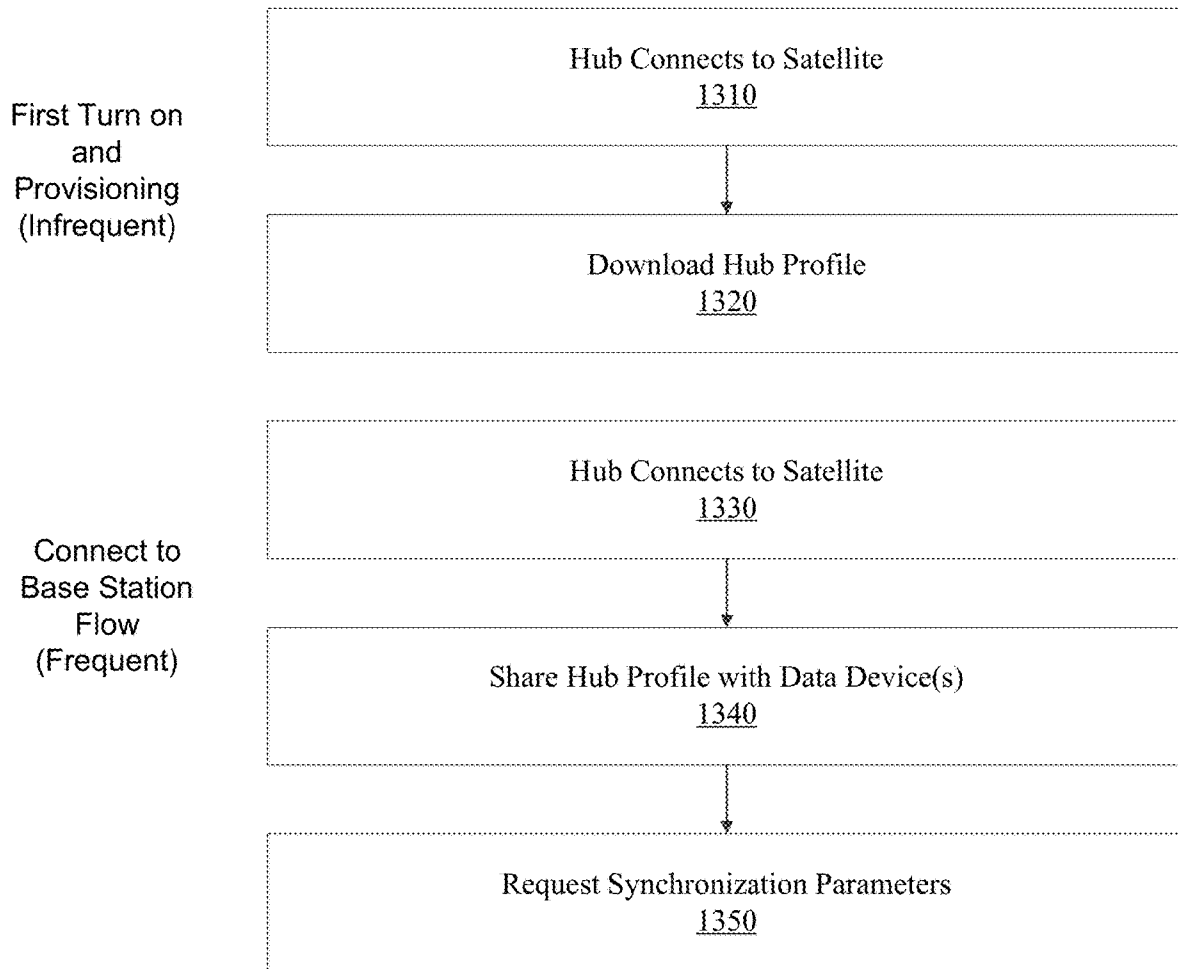 First Turn on
and
Provisioning
(Infrequent)
Hub Connects to Satellite
1310
Download Hub Profile
1320
Connect to
Base Station
Flow
(Frequent)
Hub Connects to Satellite
1330
Share Hub Profile with Data Device(s)
1340
Request Synchronization Parameters
1350